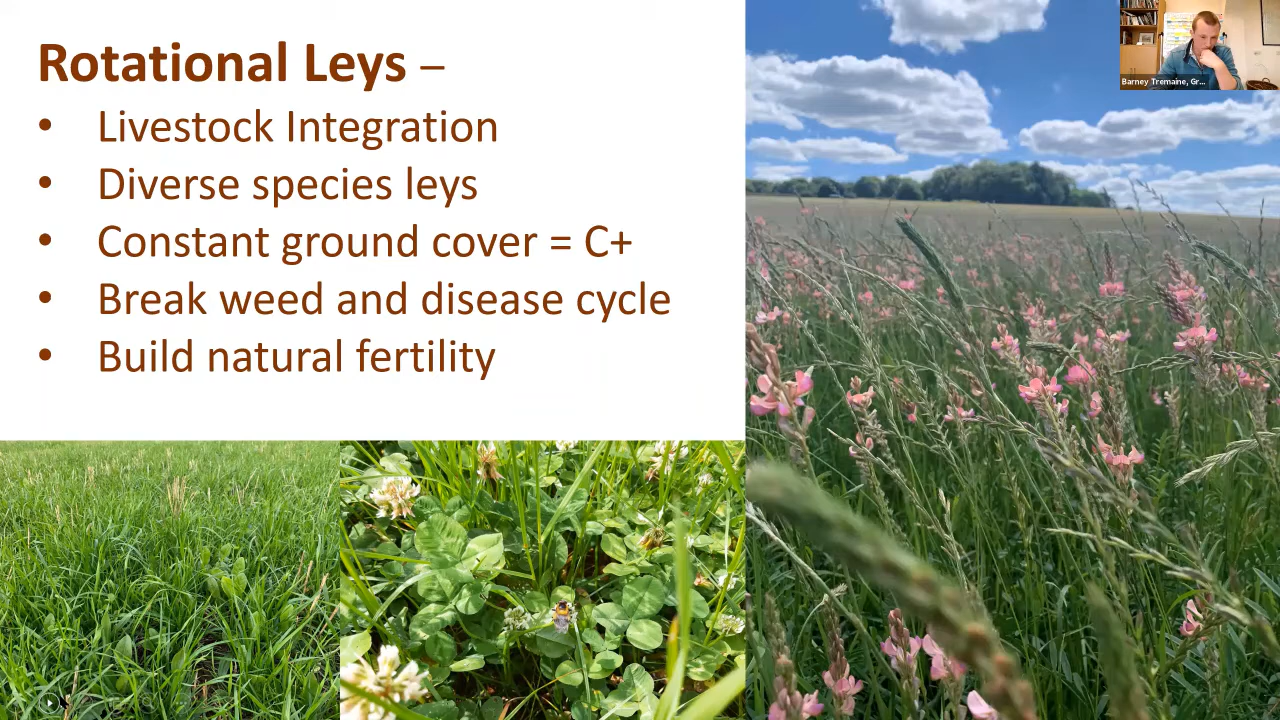 Rotational Leys –
• Livestock Integration
• Diverse species leys
• Constant ground cover = C+
• Break weed and disease cycle
• Build natural fertility
Barney Tremaine, Gr...